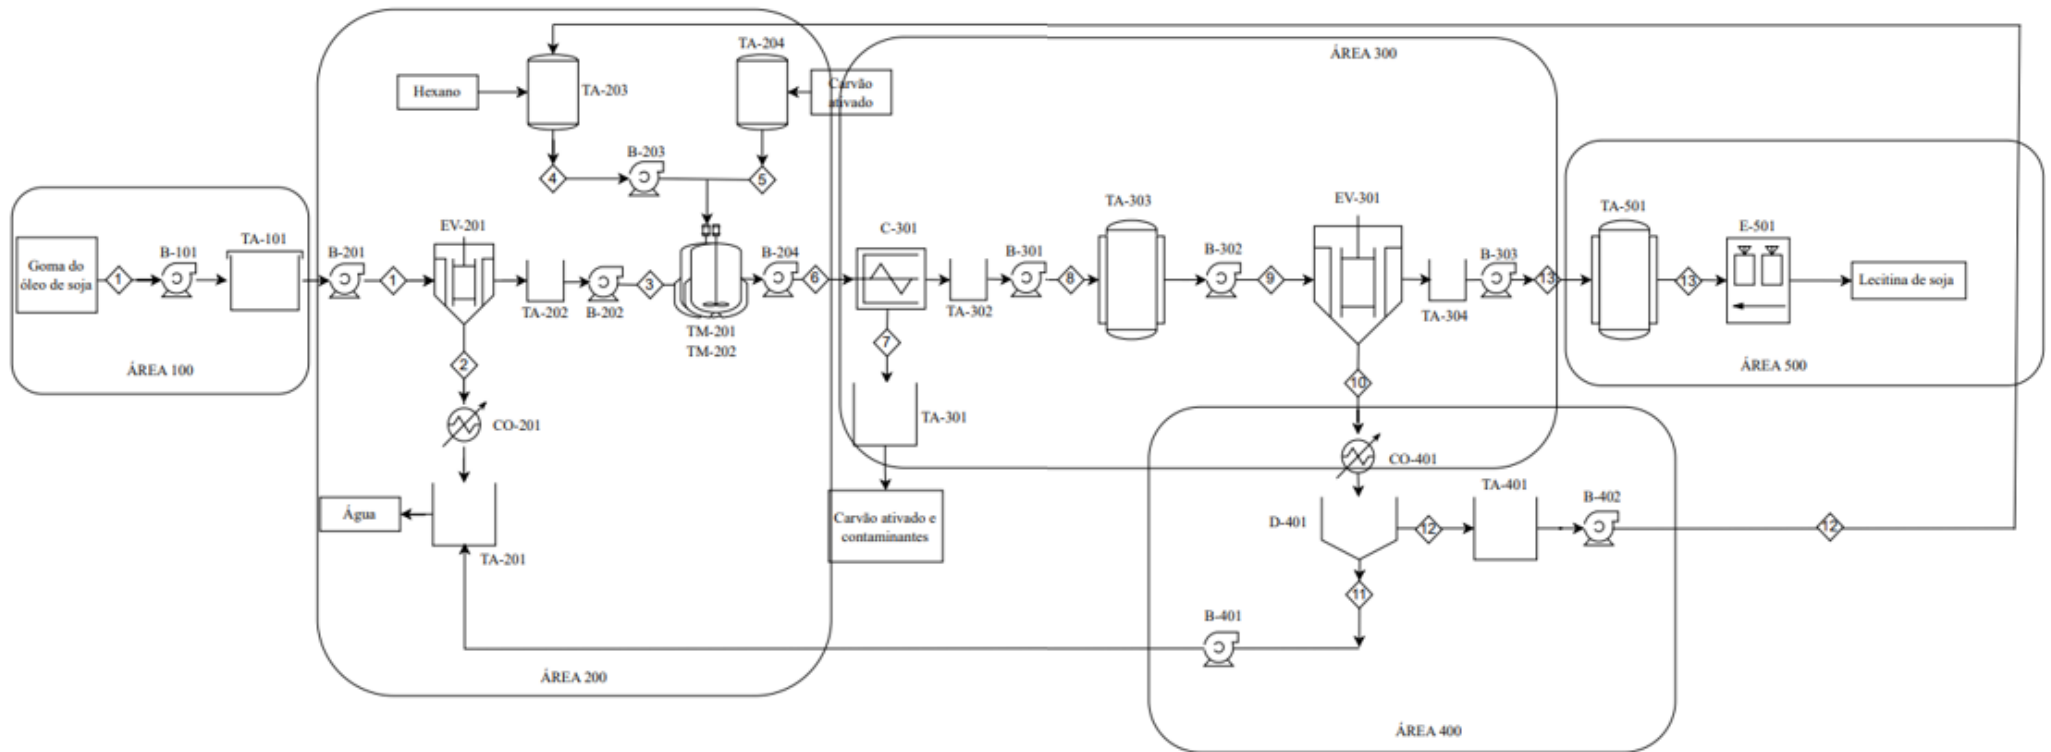 TA-204
ÁREA 300
Hexano
TA-203
Carvão
ativado
B-203
4
5
TA-303
EV-301
TA-501
E-501
EV-201
C-301
B-101
TA-101
B-201
B-204
B-301
B-302
B-303
Goma do
óleo de soja
1
1
3
6
8
9
13
13
Lecitina de soja
TA-202
B-202
TA-302
TA-304
TM-201
TM-202
7
ÁREA 100
2
ÁREA 500
10
CO-201
TA-301
CO-401
TA-401
B-402
Água
Carvão ativado e
contaminantes
D-401
12
12
TA-201
11
B-401
ÁREA 200
ÁREA 400